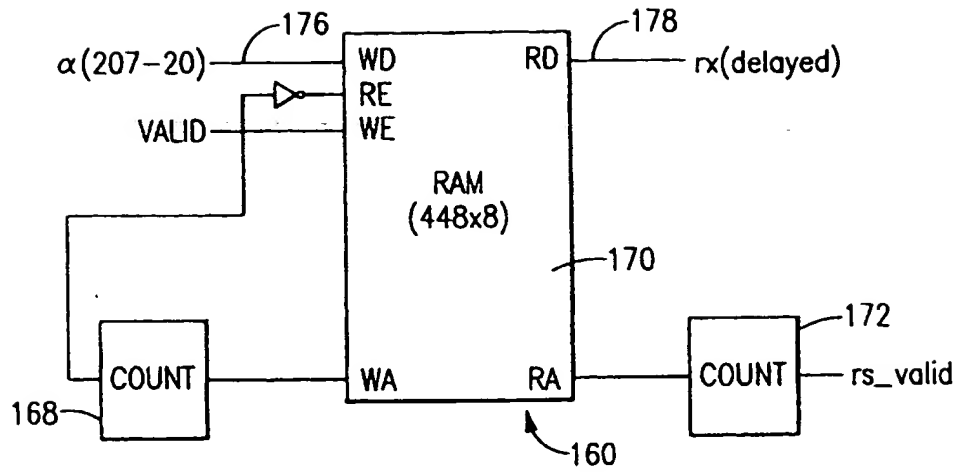 176
178
α(207-20)
WD
RD
rx(delayed)
RE
VALID
WE
RAM
(448x8)
170
172
COUNT
WA
RA
COUNT
rs_valid
168
160